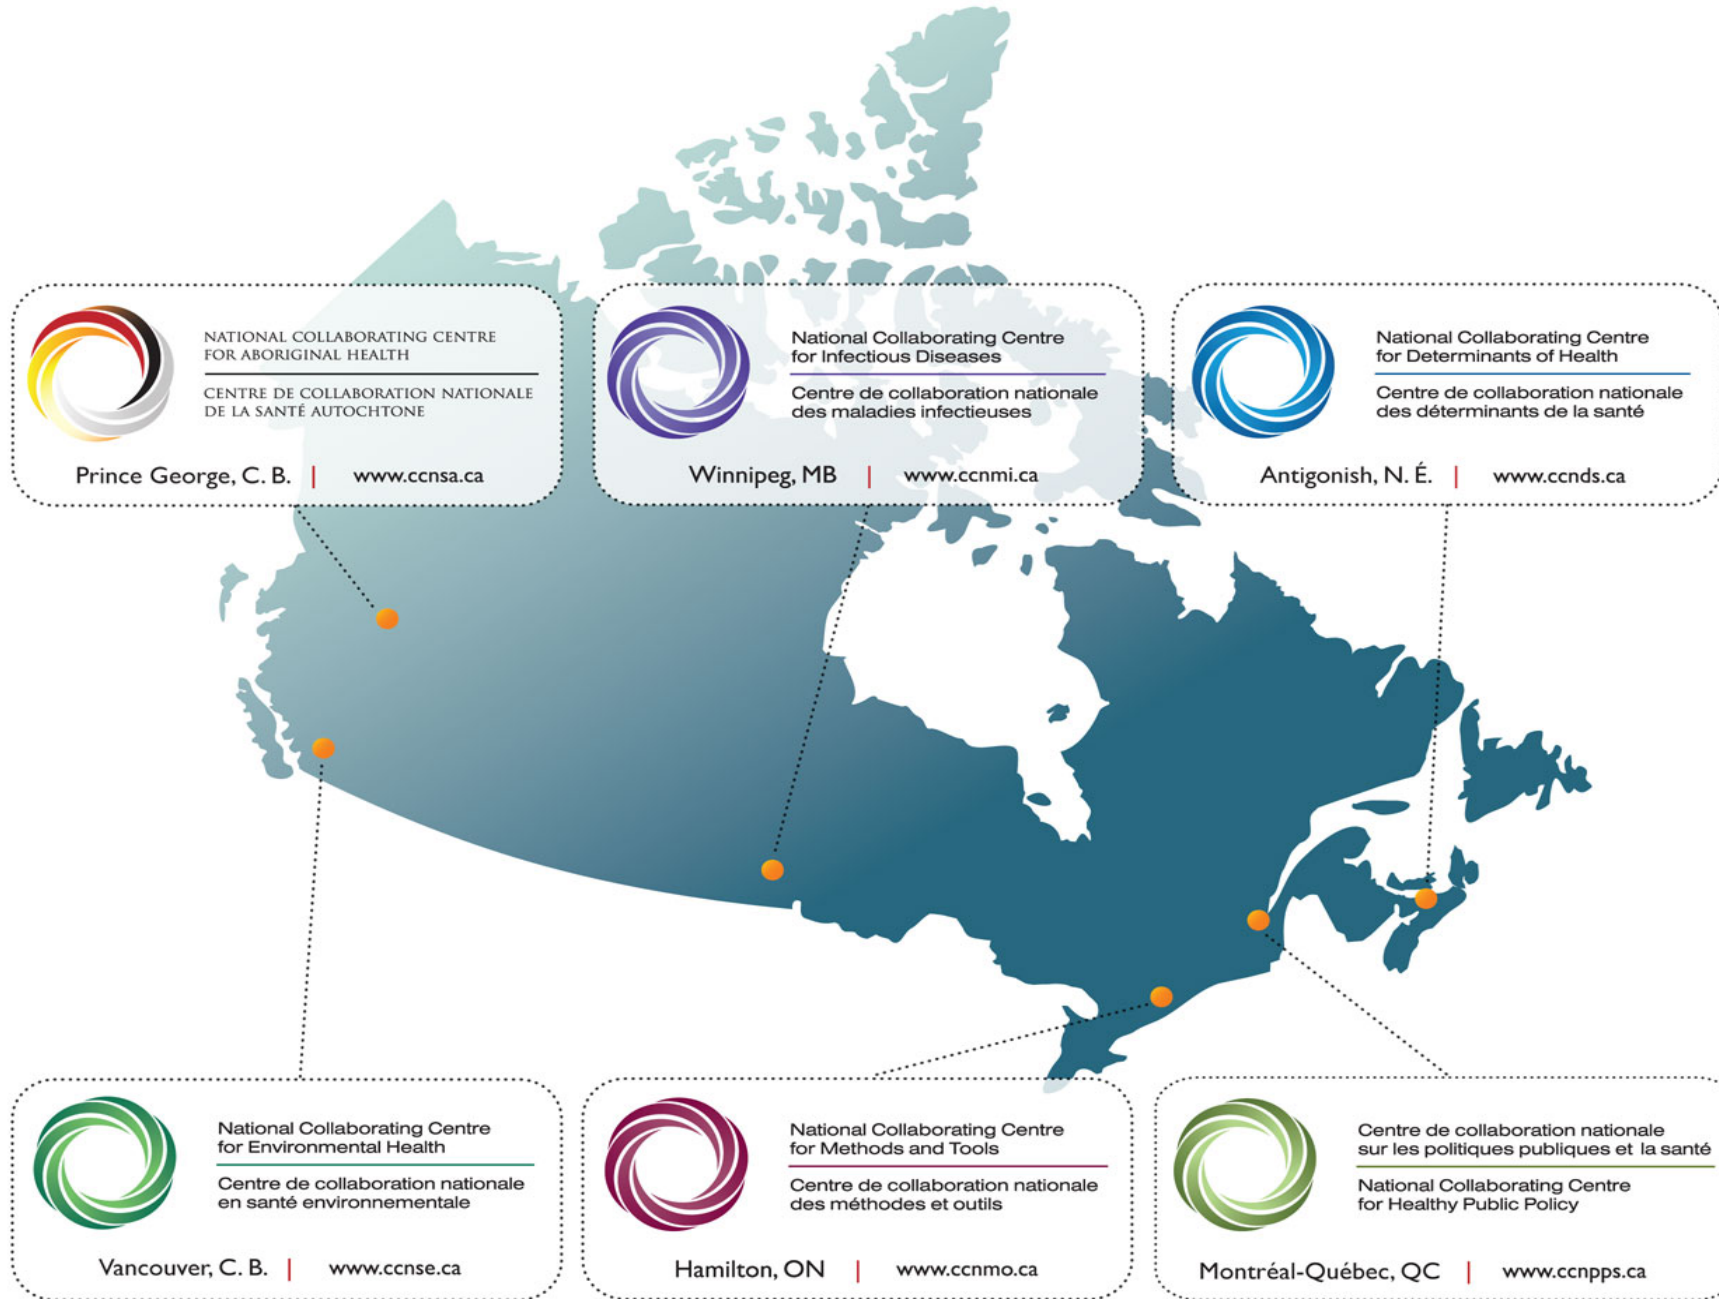 NATIONAL COLLABORATING CENTRE
FOR ABORIGINAL HEALTH
CENTRE DE COLLABORATION NATIONALE
DE LA SANTÉ AUTOCHTONE
Prince George, C. B. | www.ccnsa.ca
National Collaborating Centre
for Infectious Diseases
Centre de collaboration nationale
des maladies infectieuses
Winnipeg, MB | www.ccnmi.ca
National Collaborating Centre
for Determinants of Health
Centre de collaboration nationale
des déterminants de la santé
Antigonish, N. É. | www.ccnds.ca
National Collaborating Centre
for Environmental Health
Centre de collaboration nationale
en santé environnementale
Vancouver, C. B. | www.ccnse.ca
National Collaborating Centre
for Methods and Tools
Centre de collaboration nationale
des méthodes et outils
Hamilton, ON | www.ccnmo.ca
Centre de collaboration nationale
sur les politiques publiques et la santé
National Collaborating Centre
for Healthy Public Policy
Montréal-Québec, QC | www.ccnpps.ca